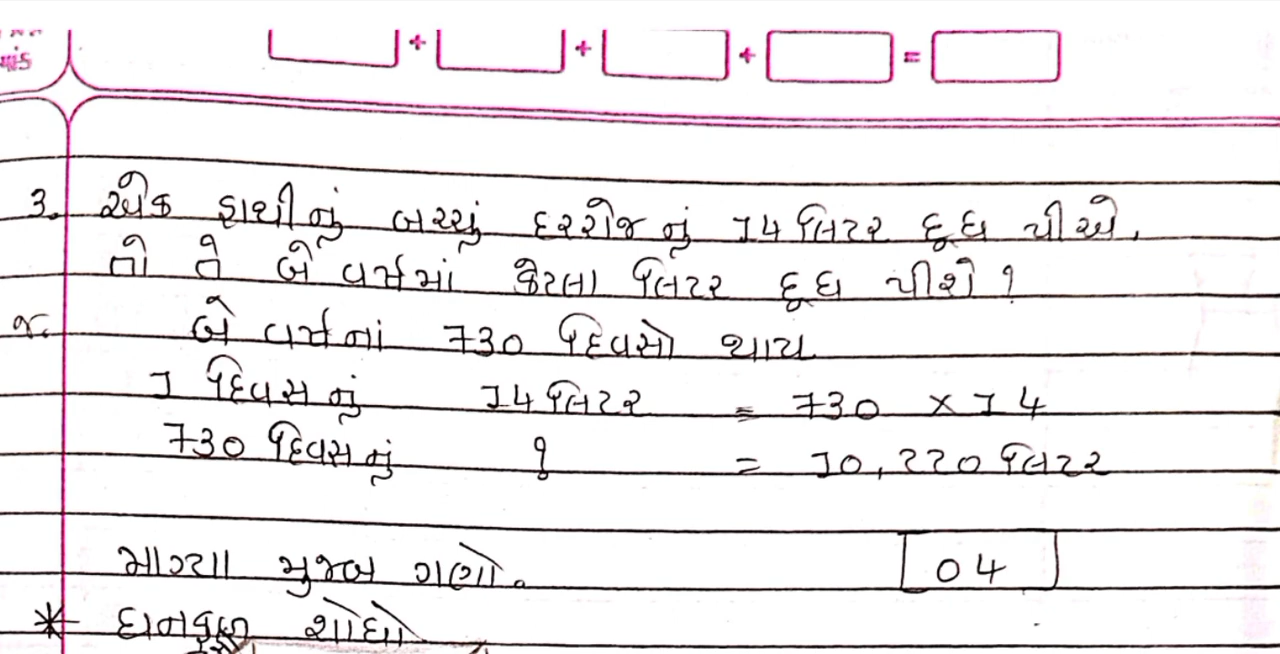 + + + =
3. એક હાથીનું બચ્ચું દરરોજનું 14 લિટર દૂધ પીએ.
તો તે બે વર્ષમાં કેટલા લિટર દૂધ પીશે ?
જ. બે વર્ષનાં 730 દિવસો થાય
1 દિવસનું 14 લિટર = 730 × 14
730 દિવસનું ? = 10,220 લિટર
માગ્યા મુજબ ગણો. 04
* ઘનફળ શોધો